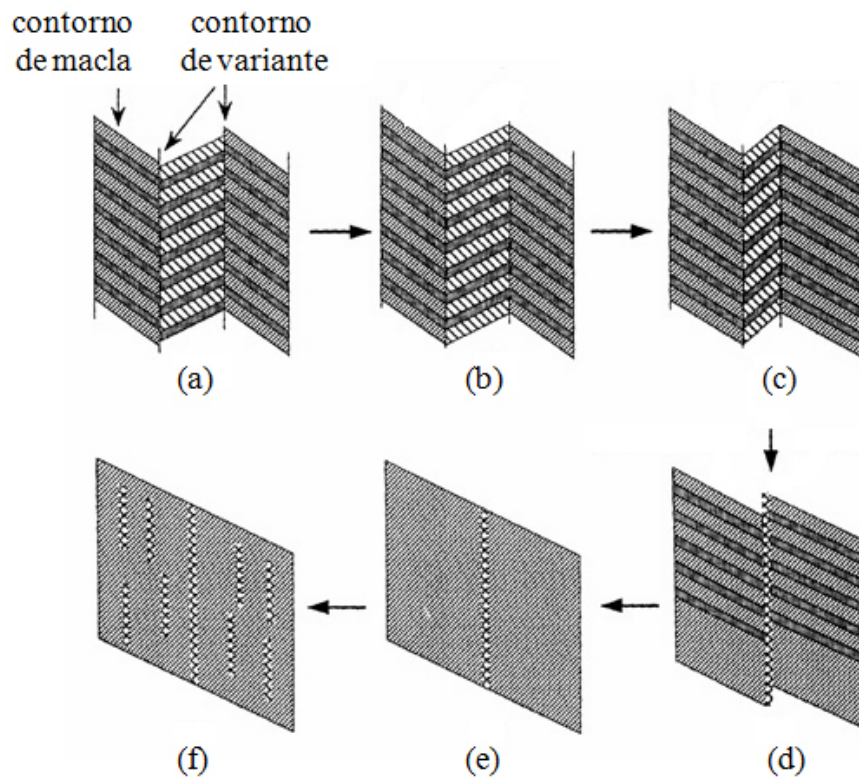 contorno
de macla
contorno
de variante
(a)
(b)
(c)
(f)
(e)
(d)